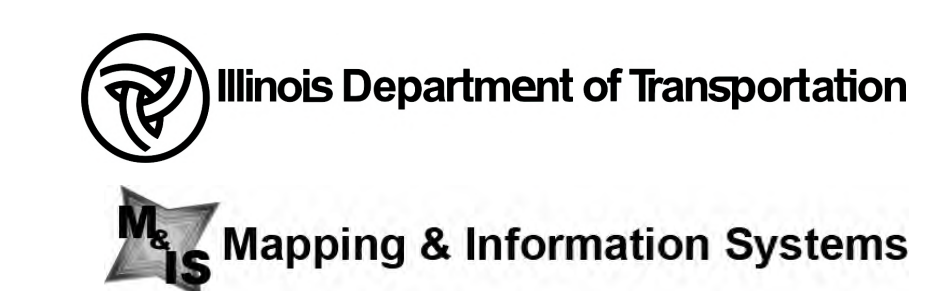 Illinois Department of Transportation
M & IS
Mapping & Information Systems